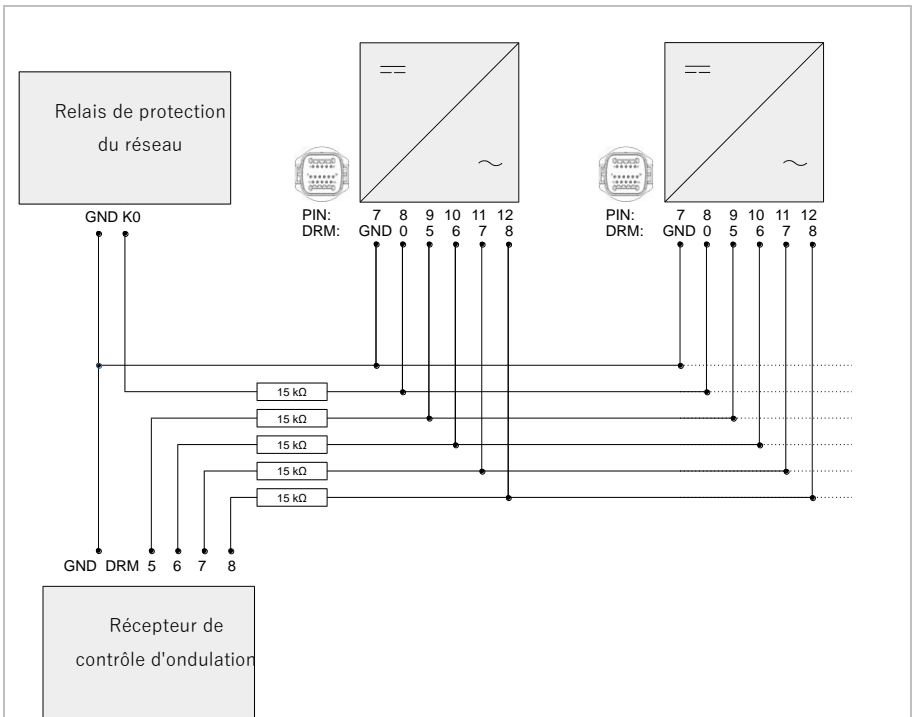 Relais de protection
du réseau
GND K0
PIN: 7 8 9 10 11 12
DRM: GND 0 5 6 7 8
PIN: 7 8 9 10 11 12
DRM: GND 0 5 6 7 8
15 kΩ
15 kΩ
15 kΩ
15 kΩ
15 kΩ
GND DRM 5 6 7 8
Récepteur de
contrôle d'ondulation